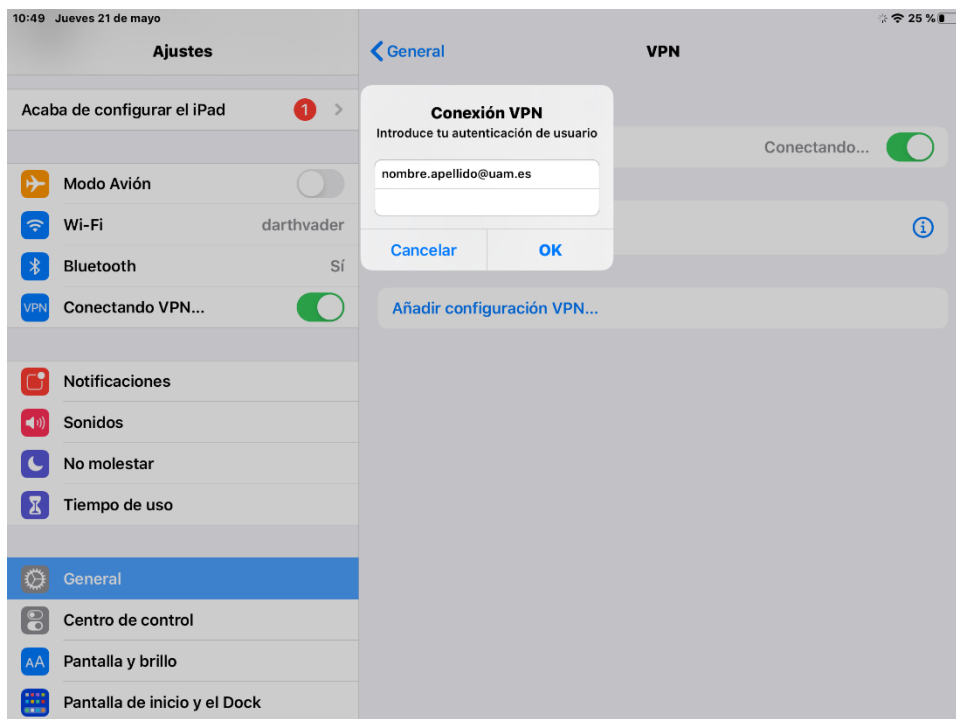 10:49 Jueves 21 de mayo
25 %
Ajustes
General
VPN
Acaba de configurar el iPad
1
Conexión VPN
Introduce tu autenticación de usuario
nombre.apellido@uam.es
Cancelar
OK
Conectando...
Modo Avión
Wi-Fi
darthvader
Bluetooth
Sí
VPN
Conectando VPN...
Añadir configuración VPN...
Notificaciones
Sonidos
No molestar
Tiempo de uso
General
Centro de control
AA
Pantalla y brillo
Pantalla de inicio y el Dock